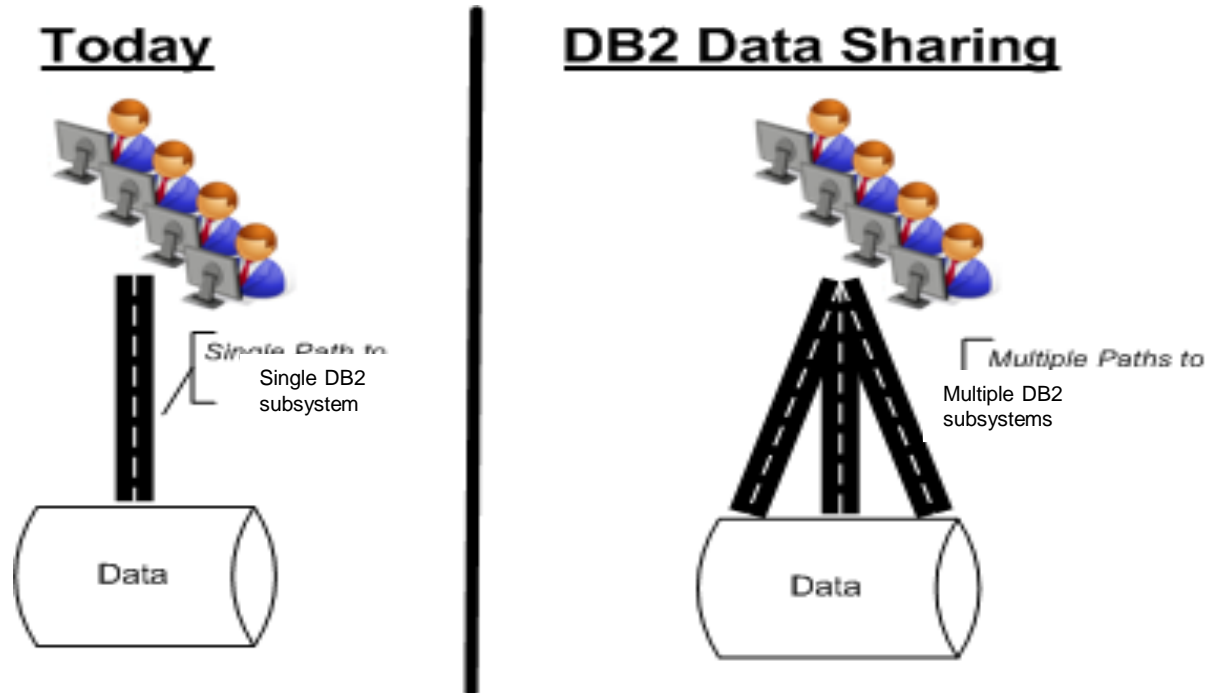 Today
Single Path to
Single DB2
subsystem
Data
DB2 Data Sharing
Multiple Paths to
Multiple DB2
subsystems
Data